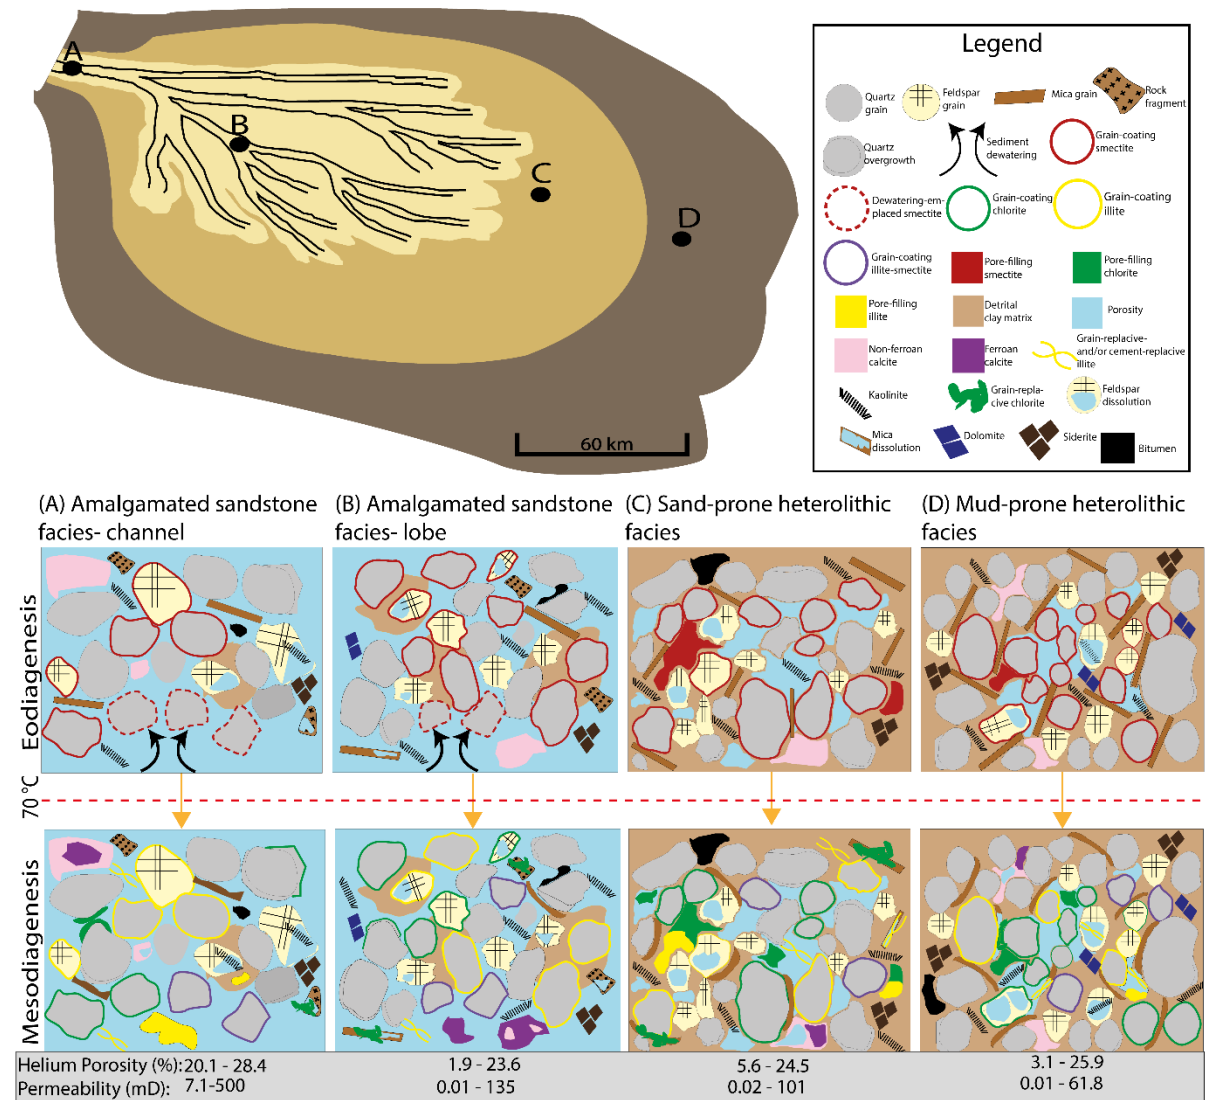 A
B
C
D
60 km
Legend
Quartz
grain
Feldspar
grain
Mica grain
Rock
fragment
Quartz
overgrowth
Sediment
dewatering
Grain-coating
smectite
Dewatering-em-
placed smectite
Grain-coating
chlorite
Grain-coating
illite
Grain-coating
illite-smectite
Pore-filling
smectite
Pore-filling
chlorite
Pore-filling
illite
Detrital
clay matrix
Porosity
Non-ferroan
calcite
Ferroan
calcite
Grain-replacive-
and/or cement-replacive
illite
Kaolinite
Grain-repla-
cive chlorite
Feldspar
dissolution
Mica
dissolution
Dolomite
Siderite
Bitumen
(A) Amalgamated sandstone
facies- channel
(B) Amalgamated sandstone
facies- lobe
(C) Sand-prone heterolithic
facies
(D) Mud-prone heterolithic
facies
Eodiagenesis
70 °C
Mesodiagenesis
Helium Porosity (%): 20.1 - 28.4 1.9 - 23.6 5.6 - 24.5 3.1 - 25.9
Permeability (mD): 7.1-500 0.01 - 135 0.02 - 101 0.01 - 61.8